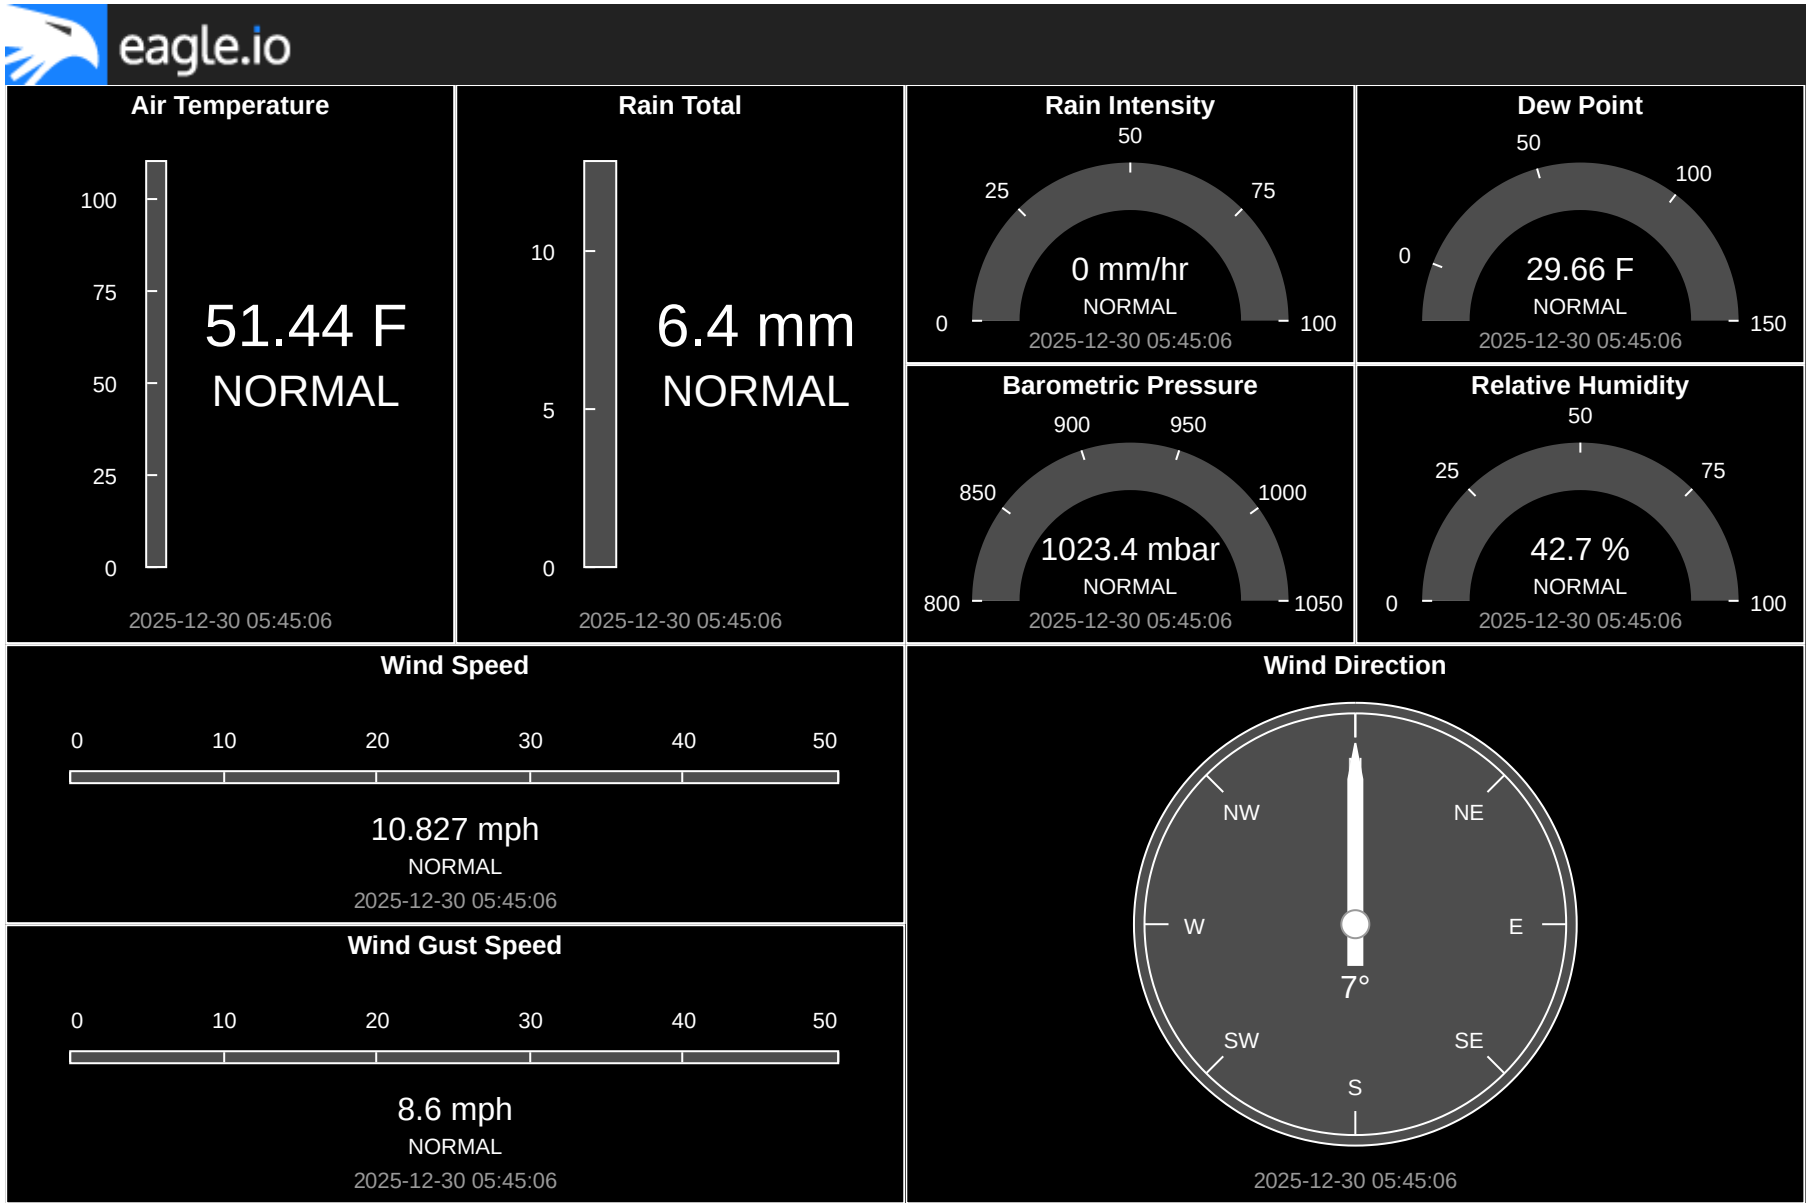 eagle.io
Air Temperature
100
75
50
25
0
51.44 F
NORMAL
2025-12-30 05:45:06
Rain Total
10
5
0
6.4 mm
NORMAL
2025-12-30 05:45:06
Rain Intensity
0
25
50
75
100
0 mm/hr
NORMAL
2025-12-30 05:45:06
Dew Point
0
50
100
150
29.66 F
NORMAL
2025-12-30 05:45:06
Barometric Pressure
800
850
900
950
1000
1050
1023.4 mbar
NORMAL
2025-12-30 05:45:06
Relative Humidity
0
25
50
75
100
42.7 %
NORMAL
2025-12-30 05:45:06
Wind Speed
0 10 20 30 40 50
10.827 mph
NORMAL
2025-12-30 05:45:06
Wind Gust Speed
0 10 20 30 40 50
8.6 mph
NORMAL
2025-12-30 05:45:06
Wind Direction
NW NE
W E
7°
SW SE
S
2025-12-30 05:45:06